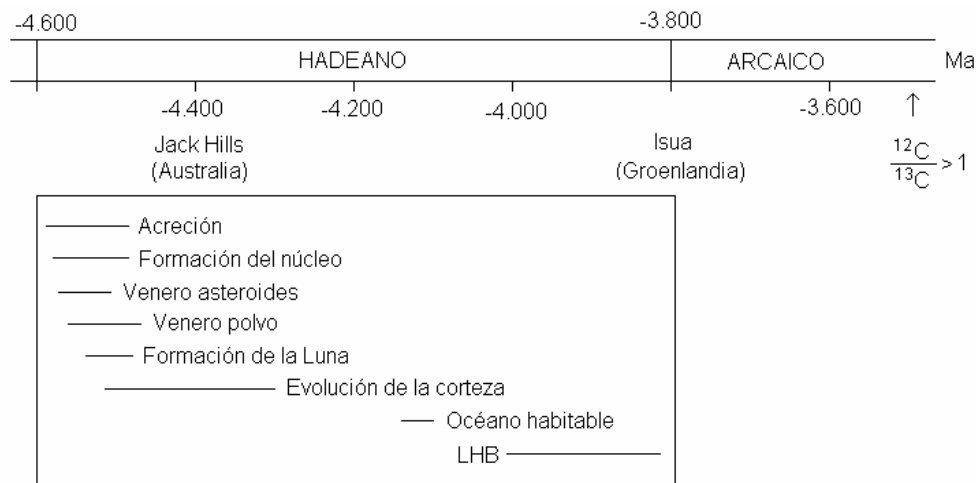 -4.600 -3.800
HADEANO ARCAICO Ma
-4.400 -4.200 -4.000 -3.600 ↑
Jack Hills Isua ¹²C
(Australia) (Groenlandia) ¹³C > 1
Acreción
Formación del núcleo
Venero asteroides
Venero polvo
Formación de la Luna
Evolución de la corteza
Océano habitable
LHB